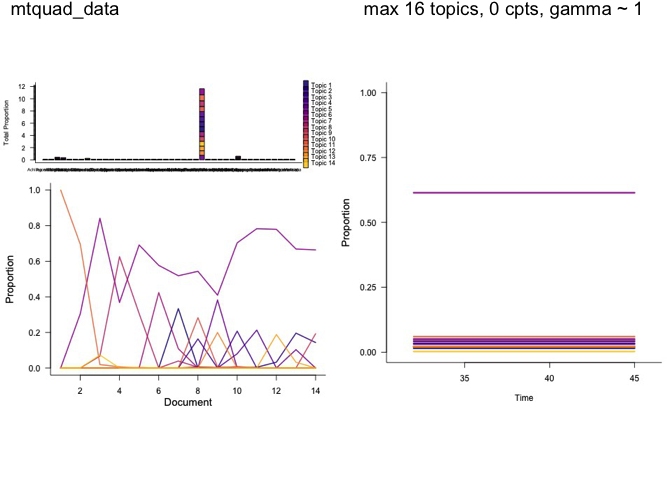 mtquad_data
max 16 topics, 0 cpts, gamma ~ 1
Total Proportion
12
10
8
6
4
2
0
Topic 1
Topic 2
Topic 3
Topic 4
Topic 5
Topic 6
Topic 7
Topic 8
Topic 9
Topic 10
Topic 11
Topic 12
Topic 13
Topic 14
Proportion
1.0
0.8
0.6
0.4
0.2
0.0
2 4 6 8 10 12 14
Document
Proportion
1.00
0.75
0.50
0.25
0.00
35 40 45
Time